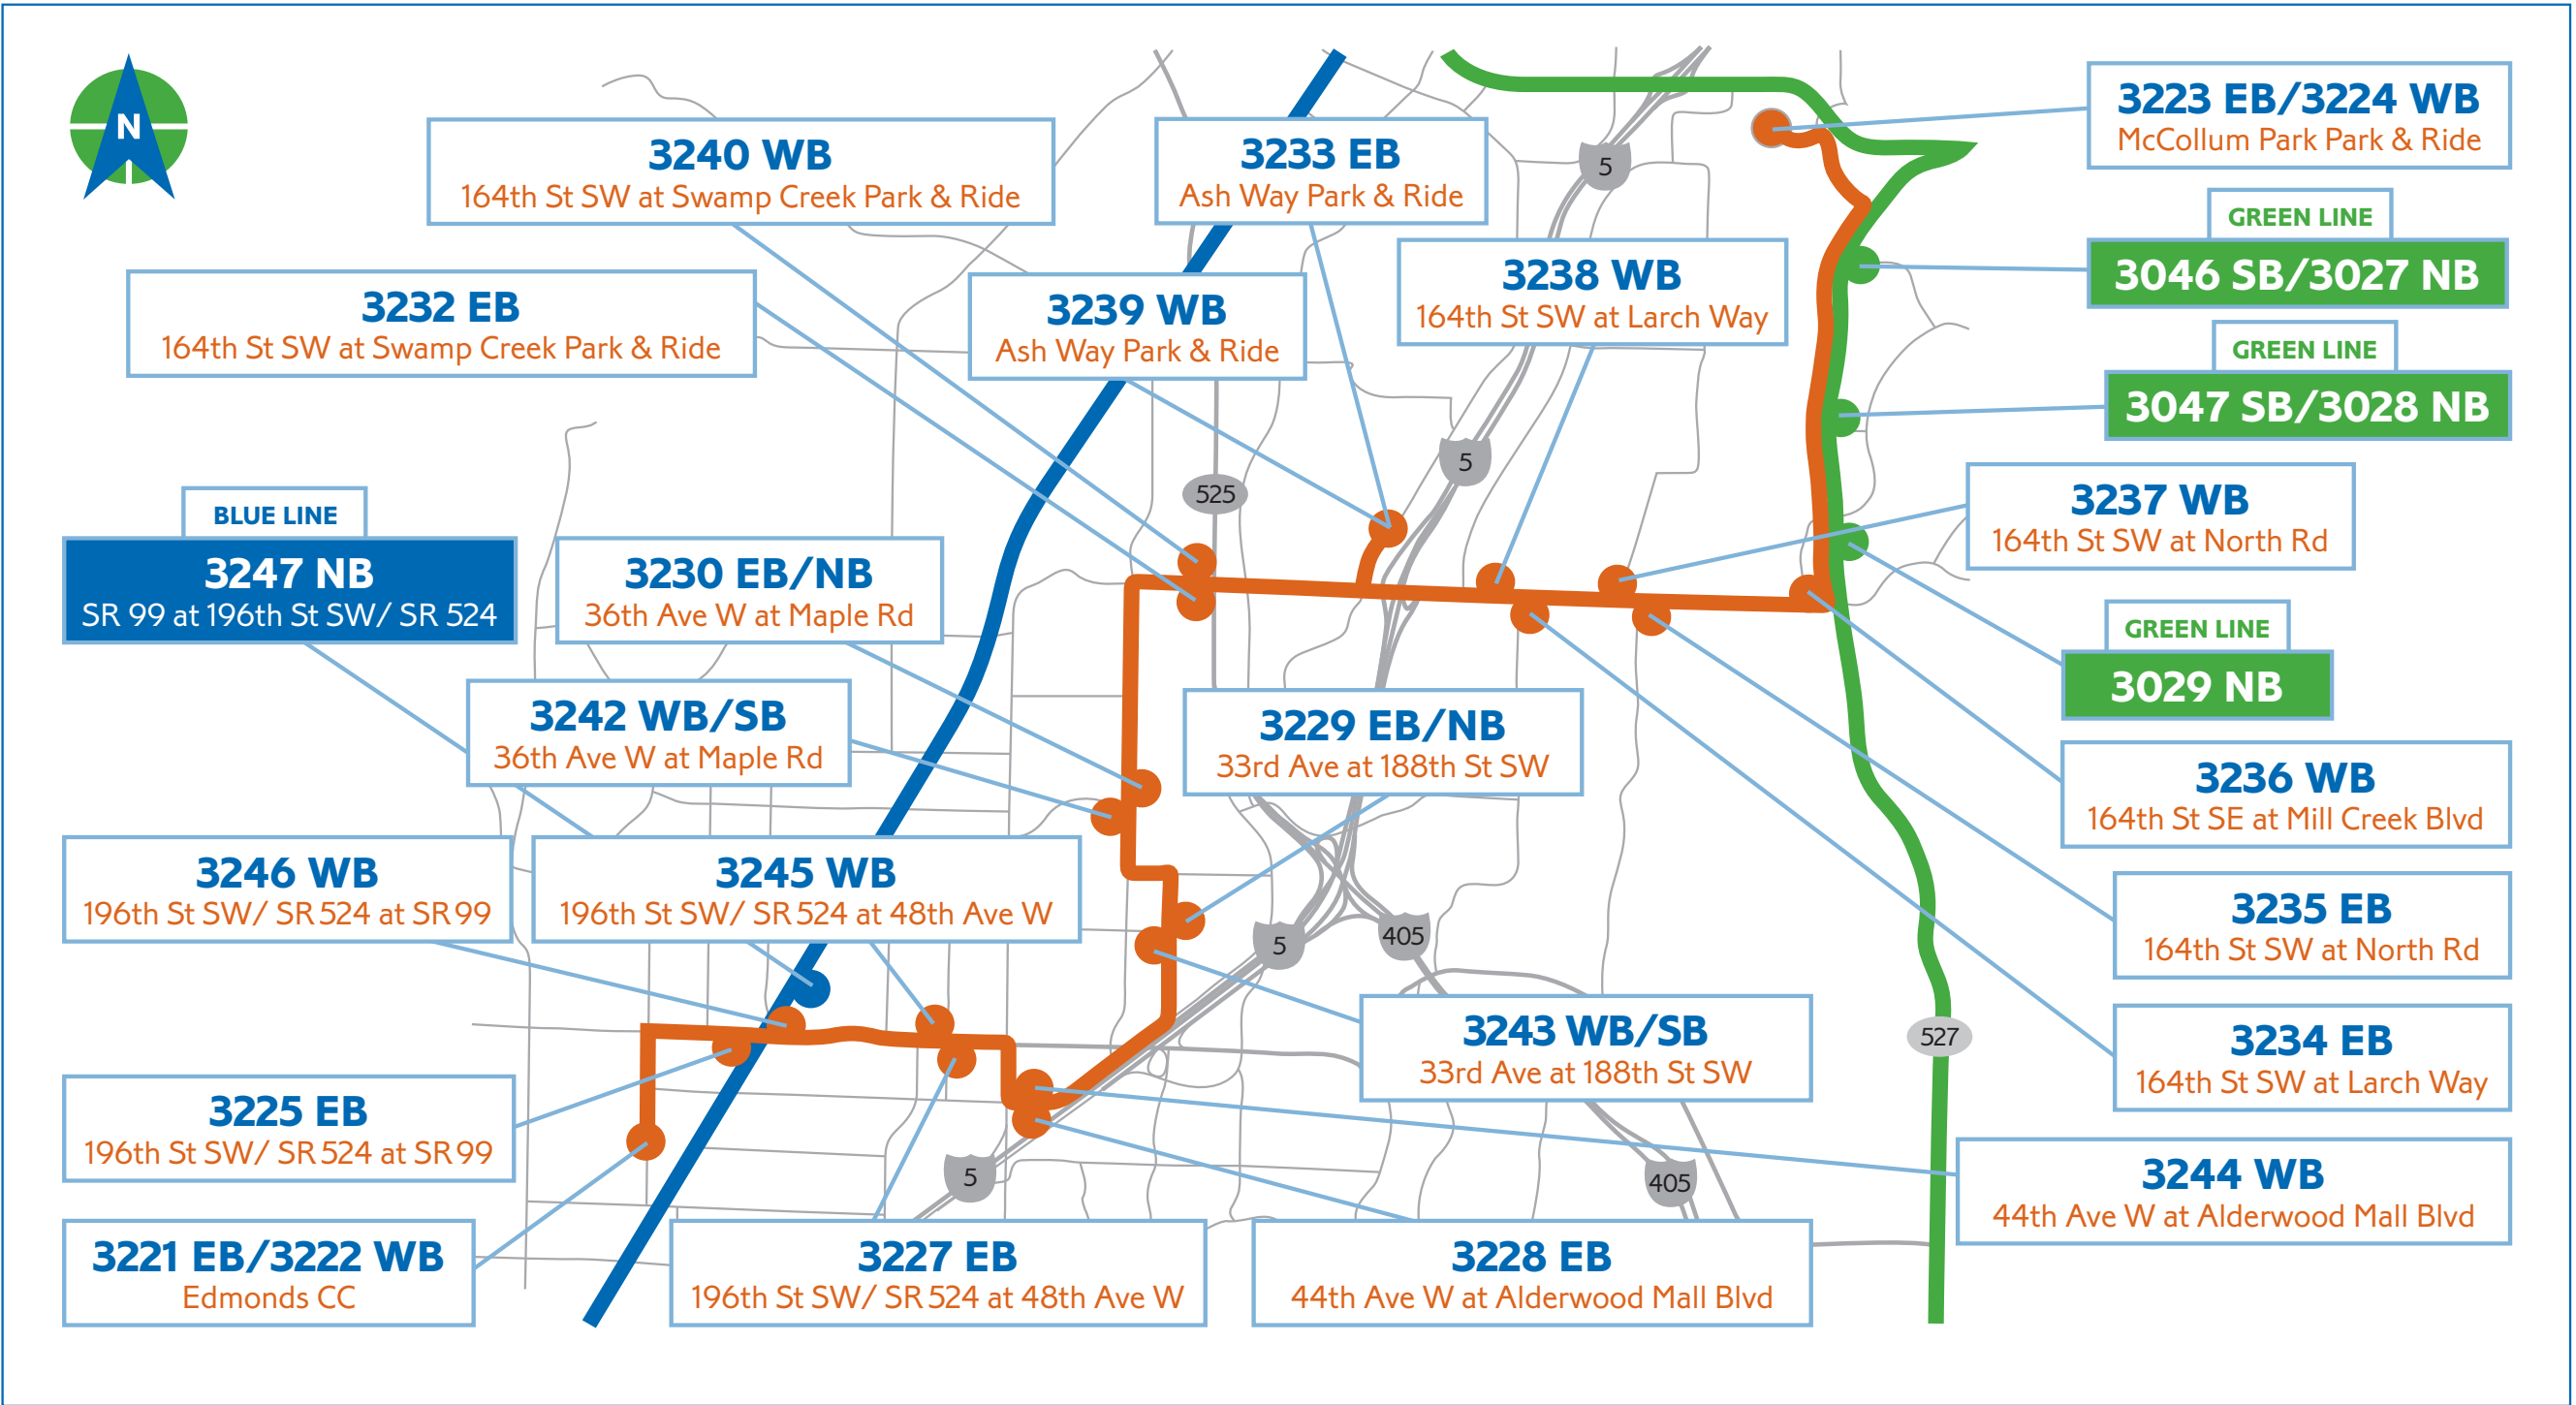 N
3240 WB
164th St SW at Swamp Creek Park & Ride
3233 EB
Ash Way Park & Ride
3223 EB/3224 WB
McCollum Park Park & Ride
5
GREEN LINE
3046 SB/3027 NB
3232 EB
164th St SW at Swamp Creek Park & Ride
3239 WB
Ash Way Park & Ride
3238 WB
164th St SW at Larch Way
GREEN LINE
3047 SB/3028 NB
5
525
3237 WB
164th St SW at North Rd
BLUE LINE
3247 NB
SR 99 at 196th St SW/ SR 524
3230 EB/NB
36th Ave W at Maple Rd
GREEN LINE
3029 NB
3242 WB/SB
36th Ave W at Maple Rd
3229 EB/NB
33rd Ave at 188th St SW
3236 WB
164th St SE at Mill Creek Blvd
3246 WB
196th St SW/ SR 524 at SR 99
3245 WB
196th St SW/ SR 524 at 48th Ave W
5
405
3235 EB
164th St SW at North Rd
3243 WB/SB
33rd Ave at 188th St SW
527
3234 EB
164th St SW at Larch Way
3225 EB
196th St SW/ SR 524 at SR 99
5
405
3244 WB
44th Ave W at Alderwood Mall Blvd
3221 EB/3222 WB
Edmonds CC
3227 EB
196th St SW/ SR 524 at 48th Ave W
3228 EB
44th Ave W at Alderwood Mall Blvd